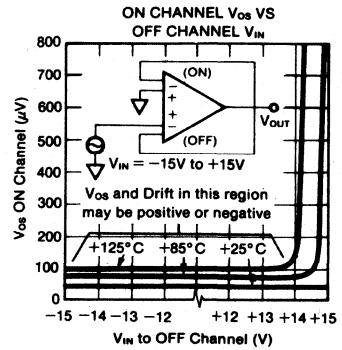 ON CHANNEL VOS VS
OFF CHANNEL VIN
800
700
600
500
400
300
200
100
0
VOS ON Channel (μV)
(ON)
−
+
+
−
(OFF)
VOUT
VIN = −15V to +15V
VOS and Drift in this region
may be positive or negative
+125°C +85°C +25°C
−15 −14 −13 −12 +12 +13 +14 +15
VIN to OFF Channel (V)